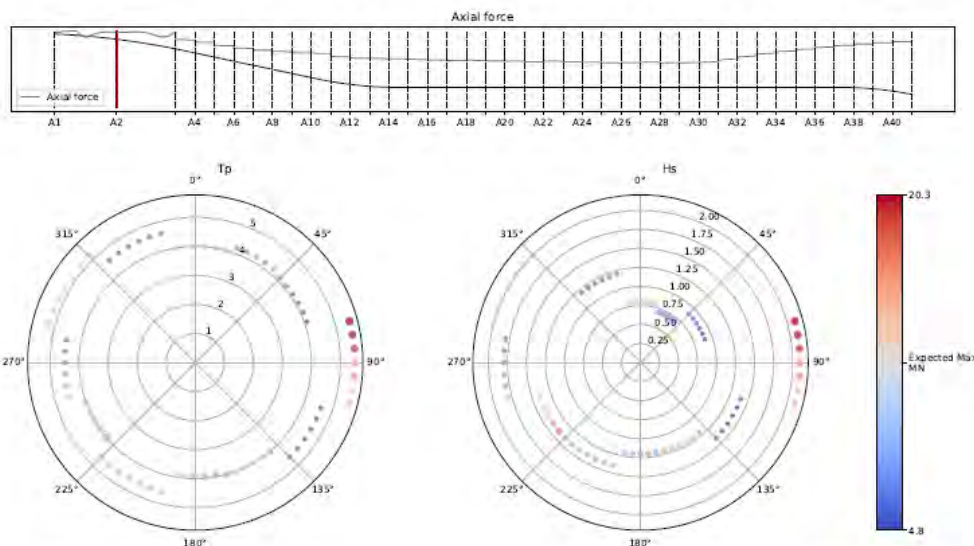 Axial force
Axial force
A1 A2 A4 A6 A8 A10 A12 A14 A16 A18 A20 A22 A24 A26 A28 A30 A32 A34 A36 A38 A40
Tp Hs
0° 0°
315° 45° 315° 45°
5 4 3 2 1
2.00 1.75 1.50 1.25 1.00 0.75 0.50 0.25
270° 90° 270° 90°
225° 135° 225° 135°
180° 180°
20.3
Expected Max
MN
4.8